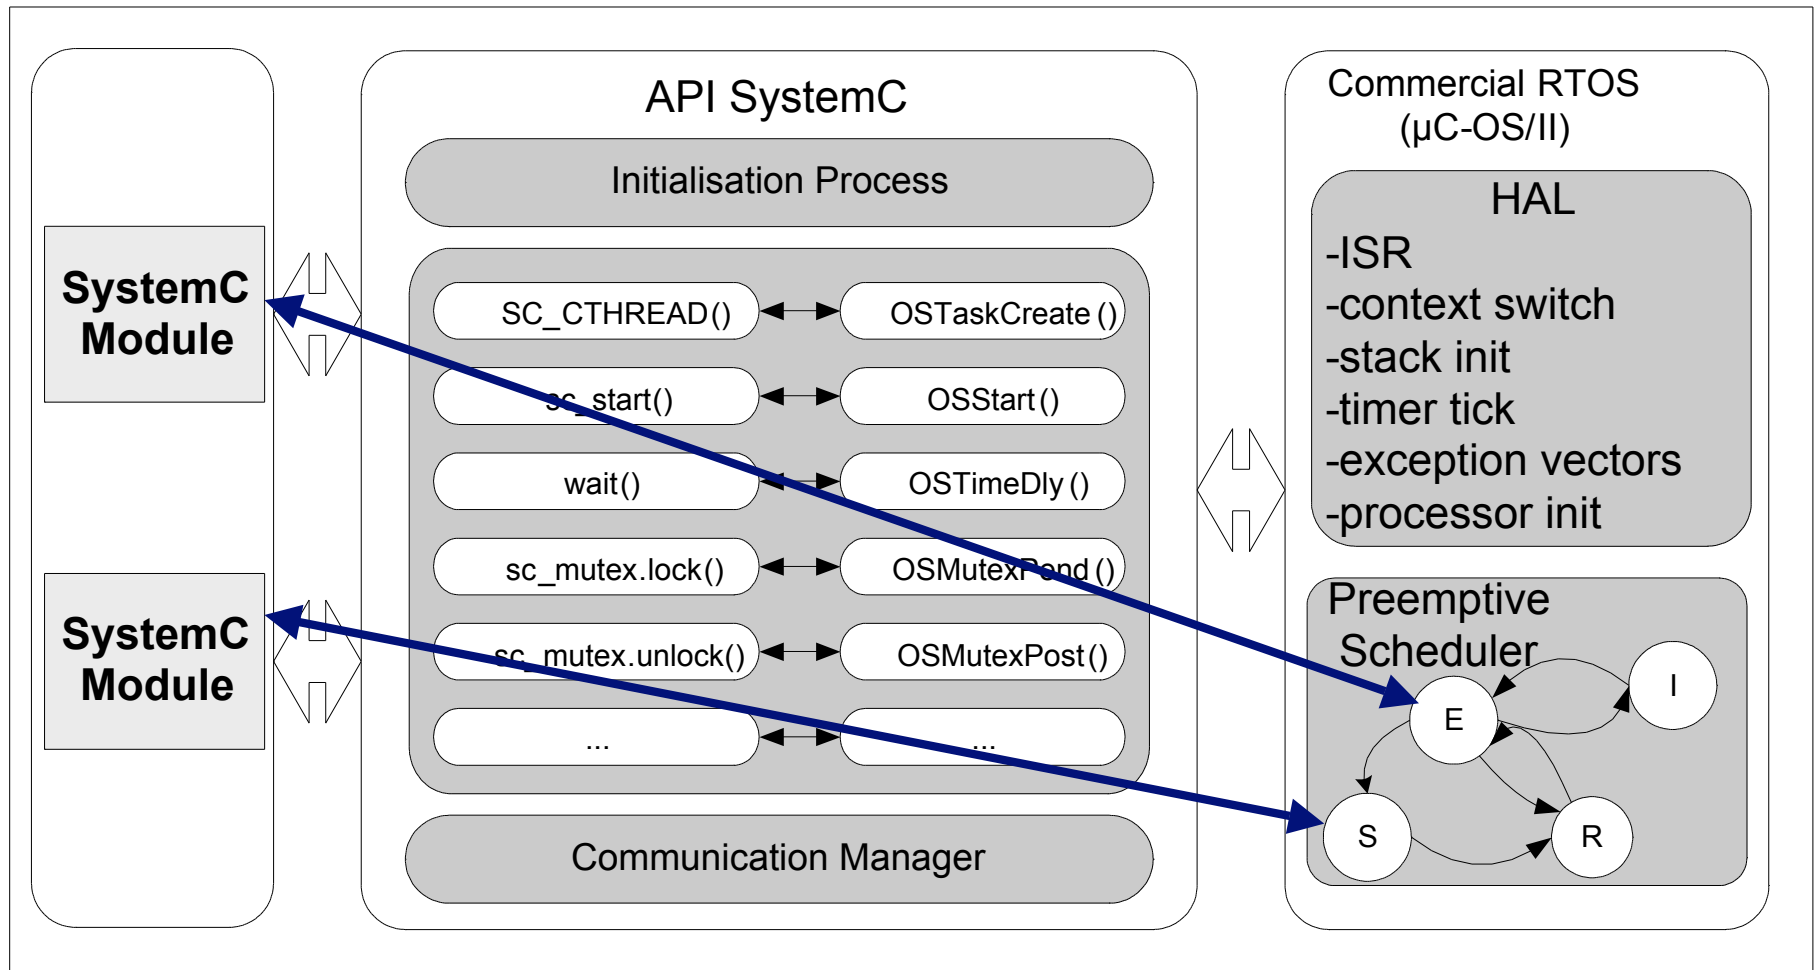 SystemC
Module
SystemC
Module
API SystemC
Initialisation Process
SC_CTHREAD() OSTaskCreate()
sc_start() OSStart()
wait() OSTimeDly()
sc_mutex.lock() OSMutexPend()
sc_mutex.unlock() OSMutexPost()
... ...
Communication Manager
Commercial RTOS
(µC-OS/II)
HAL
-ISR
-context switch
-stack init
-timer tick
-exception vectors
-processor init
Preemptive
Scheduler
I
E
S
R